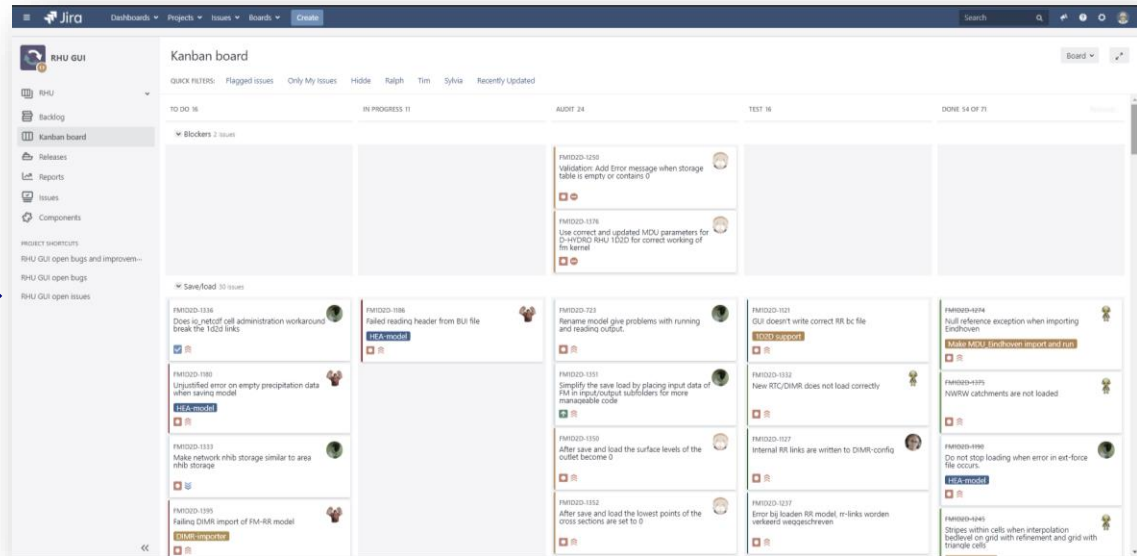 Jira
Dashboards Projects Issues Boards Create
Search
RHU GUI
RHU
Backlog
Kanban board
Releases
Reports
Issues
Components
PROJECT SHORTCUTS
RHU GUI open bugs and improvem...
RHU GUI open bugs
RHU GUI open issues
Kanban board
Board
QUICK FILTERS: Flagged issues Only My Issues Hidde Ralph Tim Sylvia Recently Updated
TO DO 16 IN PROGRESS 11 AUDIT 24 TEST 16 DONE 54 OF 71
Blockers 2 issues
FM1D2D-1250
Validation: Add Error message when storage
table is empty or contains 0
FM1D2D-1376
Use correct and updated MDU parameters for
D-HYDRO RHU 1D2D for correct working of
fm kernel
Save/load 30 issues
FM1D2D-1336
Does io_netcdf cell administration workaround
break the 1d2d links
FM1D2D-1180
Unjustified error on empty precipitation data
when saving model
HEA-model
FM1D2D-1333
Make network nhib storage similar to area
nhib storage
FM1D2D-1395
Failing DIMR import of FM-RR model
DIMR-importer
FM1D2D-1186
Failed reading header from BUI file
HEA-model
FM1D2D-723
Rename model give problems with running
and reading output.
FM1D2D-1351
Simplify the save load by placing input data of
FM in input/output subfolders for more
manageable code
FM1D2D-1350
After save and load the surface levels of the
outlet become 0
FM1D2D-1352
After save and load the lowest points of the
cross sections are set to 0
FM1D2D-1121
GUI doesn't write correct RR bc file
1D2D support
FM1D2D-1332
New RTC/DIMR does not load correctly
FM1D2D-1127
Internal RR links are written to DIMR-config
FM1D2D-1237
Error bij loaden RR model, rr-links worden
verkeerd weggeschreven
FM1D2D-1274
Null reference exception when importing
Eindhoven
Make MDU_Eindhoven import and run
FM1D2D-1375
NWRW catchments are not loaded
FM1D2D-1190
Do not stop loading when error in ext-force
file occurs.
HEA-model
FM1D2D-1245
Stripes within cells when interpolation
bedlevel on grid with refinement and grid with
triangle cells